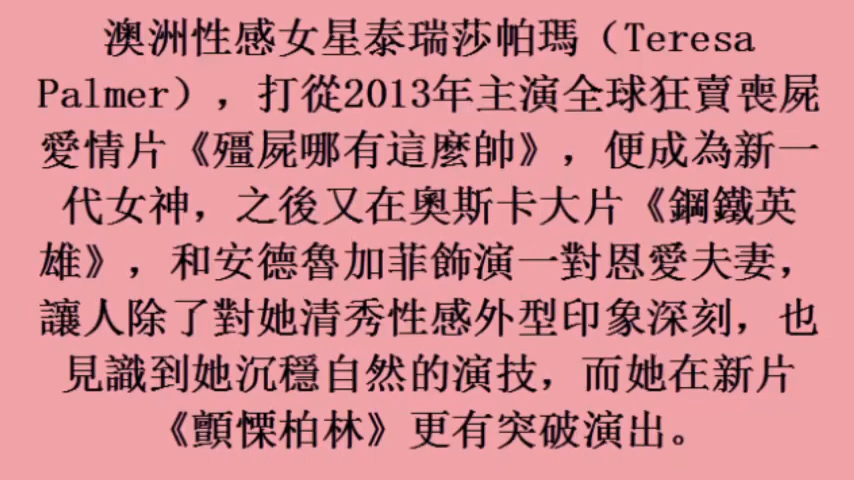 澳洲性感女星泰瑞莎帕瑪（Teresa
Palmer），打從2013年主演全球狂賣喪屍
愛情片《殭屍哪有這麼帥》，便成為新一
代女神，之後又在奧斯卡大片《鋼鐵英
雄》，和安德魯加菲飾演一對恩愛夫妻，
讓人除了對她清秀性感外型印象深刻，也
見識到她沉穩自然的演技，而她在新片
《顫慄柏林》更有突破演出。